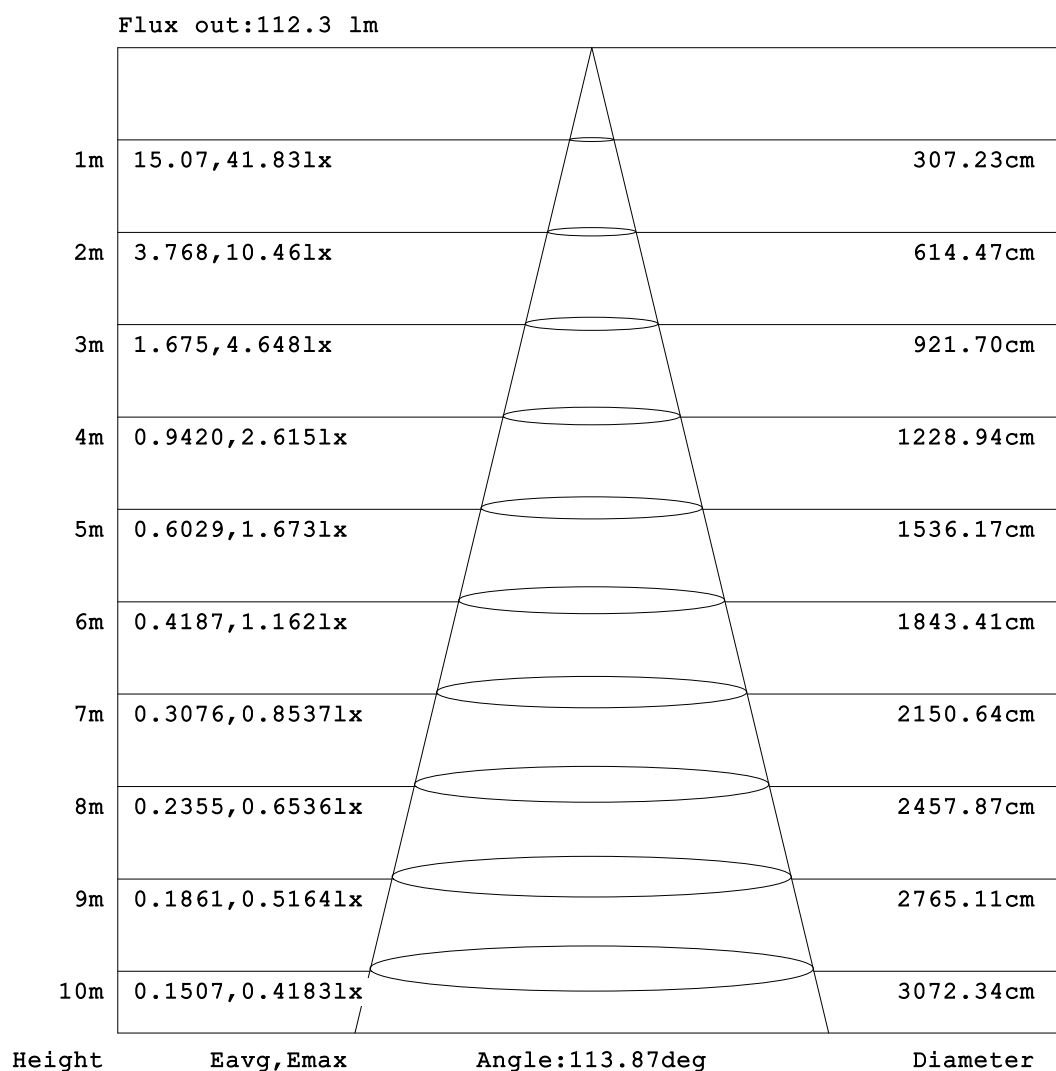 Flux out:112.3 lm
1m 15.07,41.83lx 307.23cm
2m 3.768,10.46lx 614.47cm
3m 1.675,4.648lx 921.70cm
4m 0.9420,2.615lx 1228.94cm
5m 0.6029,1.673lx 1536.17cm
6m 0.4187,1.162lx 1843.41cm
7m 0.3076,0.8537lx 2150.64cm
8m 0.2355,0.6536lx 2457.87cm
9m 0.1861,0.5164lx 2765.11cm
10m 0.1507,0.4183lx 3072.34cm
Height Eavg,Emax Angle:113.87deg Diameter